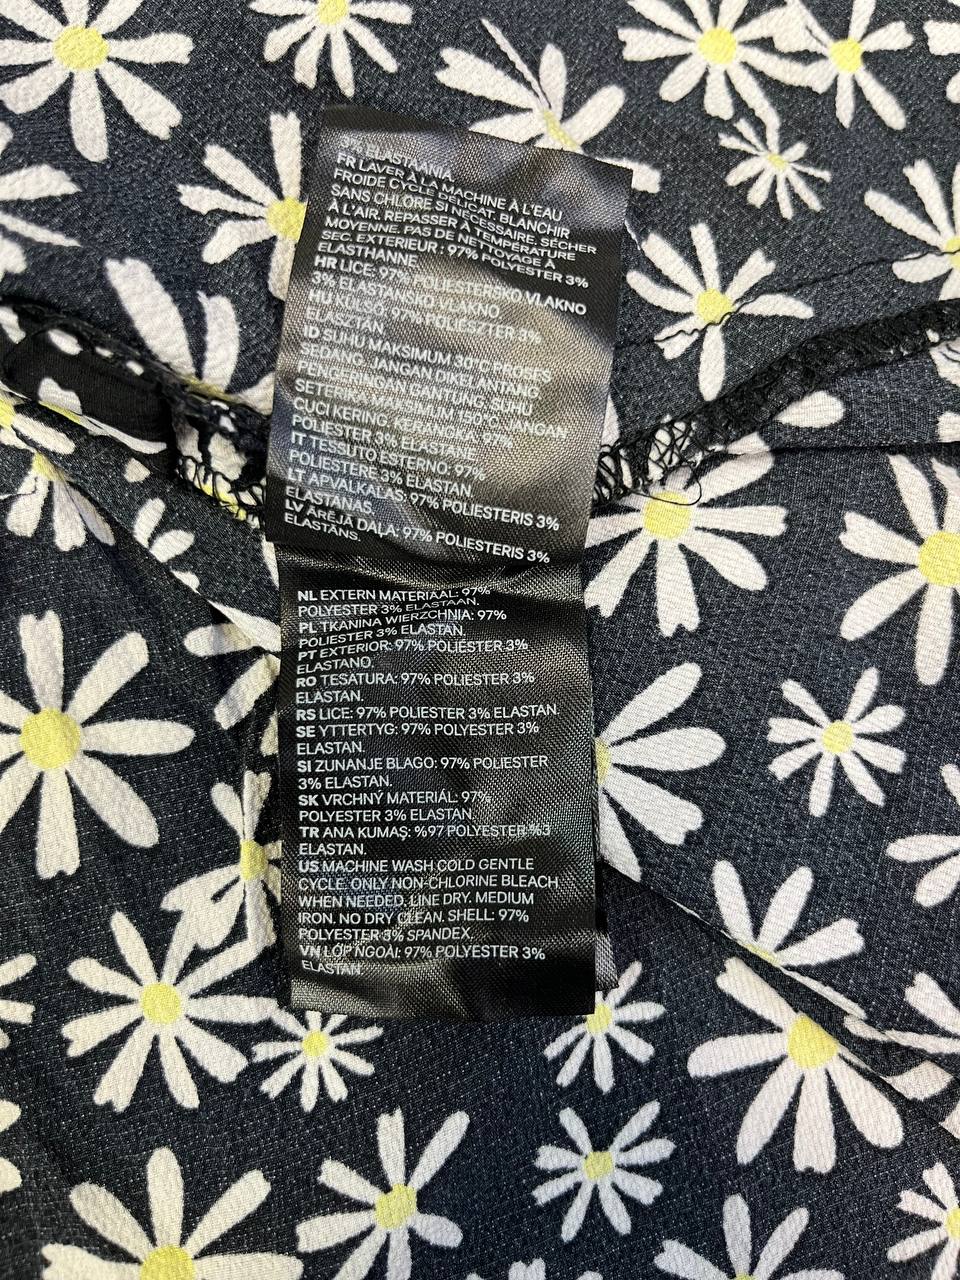 3% ELASTAANIA.
FR LAVER À LA MACHINE À L'EAU
FROIDE CYCLE DÉLICAT. BLANCHIR
SANS CHLORE SI NÉCESSAIRE. SÉCHER
À L'AIR. REPASSER À TEMPÉRATURE
MOYENNE. PAS DE NETTOYAGE À
SEC. EXTERIEUR : 97% POLYESTER 3%
ELASTHANNE.
HR LICE: 97% POLIESTERSKO VLAKNO
3% ELASTANSKO VLAKNO
HU KÜLSŐ: 97% POLIÉSZTER 3%
ELASZTÁN.
ID SUHU MAKSIMUM 30°C PROSES
SEDANG. JANGAN DIKELANTANG.
PENGERINGAN GANTUNG. SUHU
SETERIKA MAKSIMUM 150°C. JANGAN
CUCI KERING. KERANGKA: 97%
POLIESTER 3% ELASTANE
IT TESSUTO ESTERNO: 97%
POLIESTERE 3% ELASTAN.
LT APVALKALAS: 97% POLIESTERIS 3%
ELASTANAS.
LV ĀRĒJĀ DAĻA: 97% POLIESTERIS 3%
ELASTĀNS.
NL EXTERN MATERIAAL: 97%
POLYESTER 3% ELASTAAN.
PL TKANINA WIERZCHNIA: 97%
POLIESTER 3% ELASTAN.
PT EXTERIOR: 97% POLIÉSTER 3%
ELASTANO.
RO TESATURA: 97% POLIESTER 3%
ELASTAN.
RS LICE: 97% POLIESTER 3% ELASTAN.
SE YTTERTYG: 97% POLYESTER 3%
ELASTAN.
SI ZUNANJE BLAGO: 97% POLIESTER
3% ELASTAN.
SK VRCHNÝ MATERIÁL: 97%
POLYESTER 3% ELASTAN.
TR ANA KUMAŞ: %97 POLYESTER %3
ELASTAN.
US MACHINE WASH COLD GENTLE
CYCLE. ONLY NON-CHLORINE BLEACH
WHEN NEEDED. LINE DRY. MEDIUM
IRON. NO DRY CLEAN. SHELL: 97%
POLYESTER 3% SPANDEX.
VN LỚP NGOÀI: 97% POLYESTER 3%
ELASTAN.